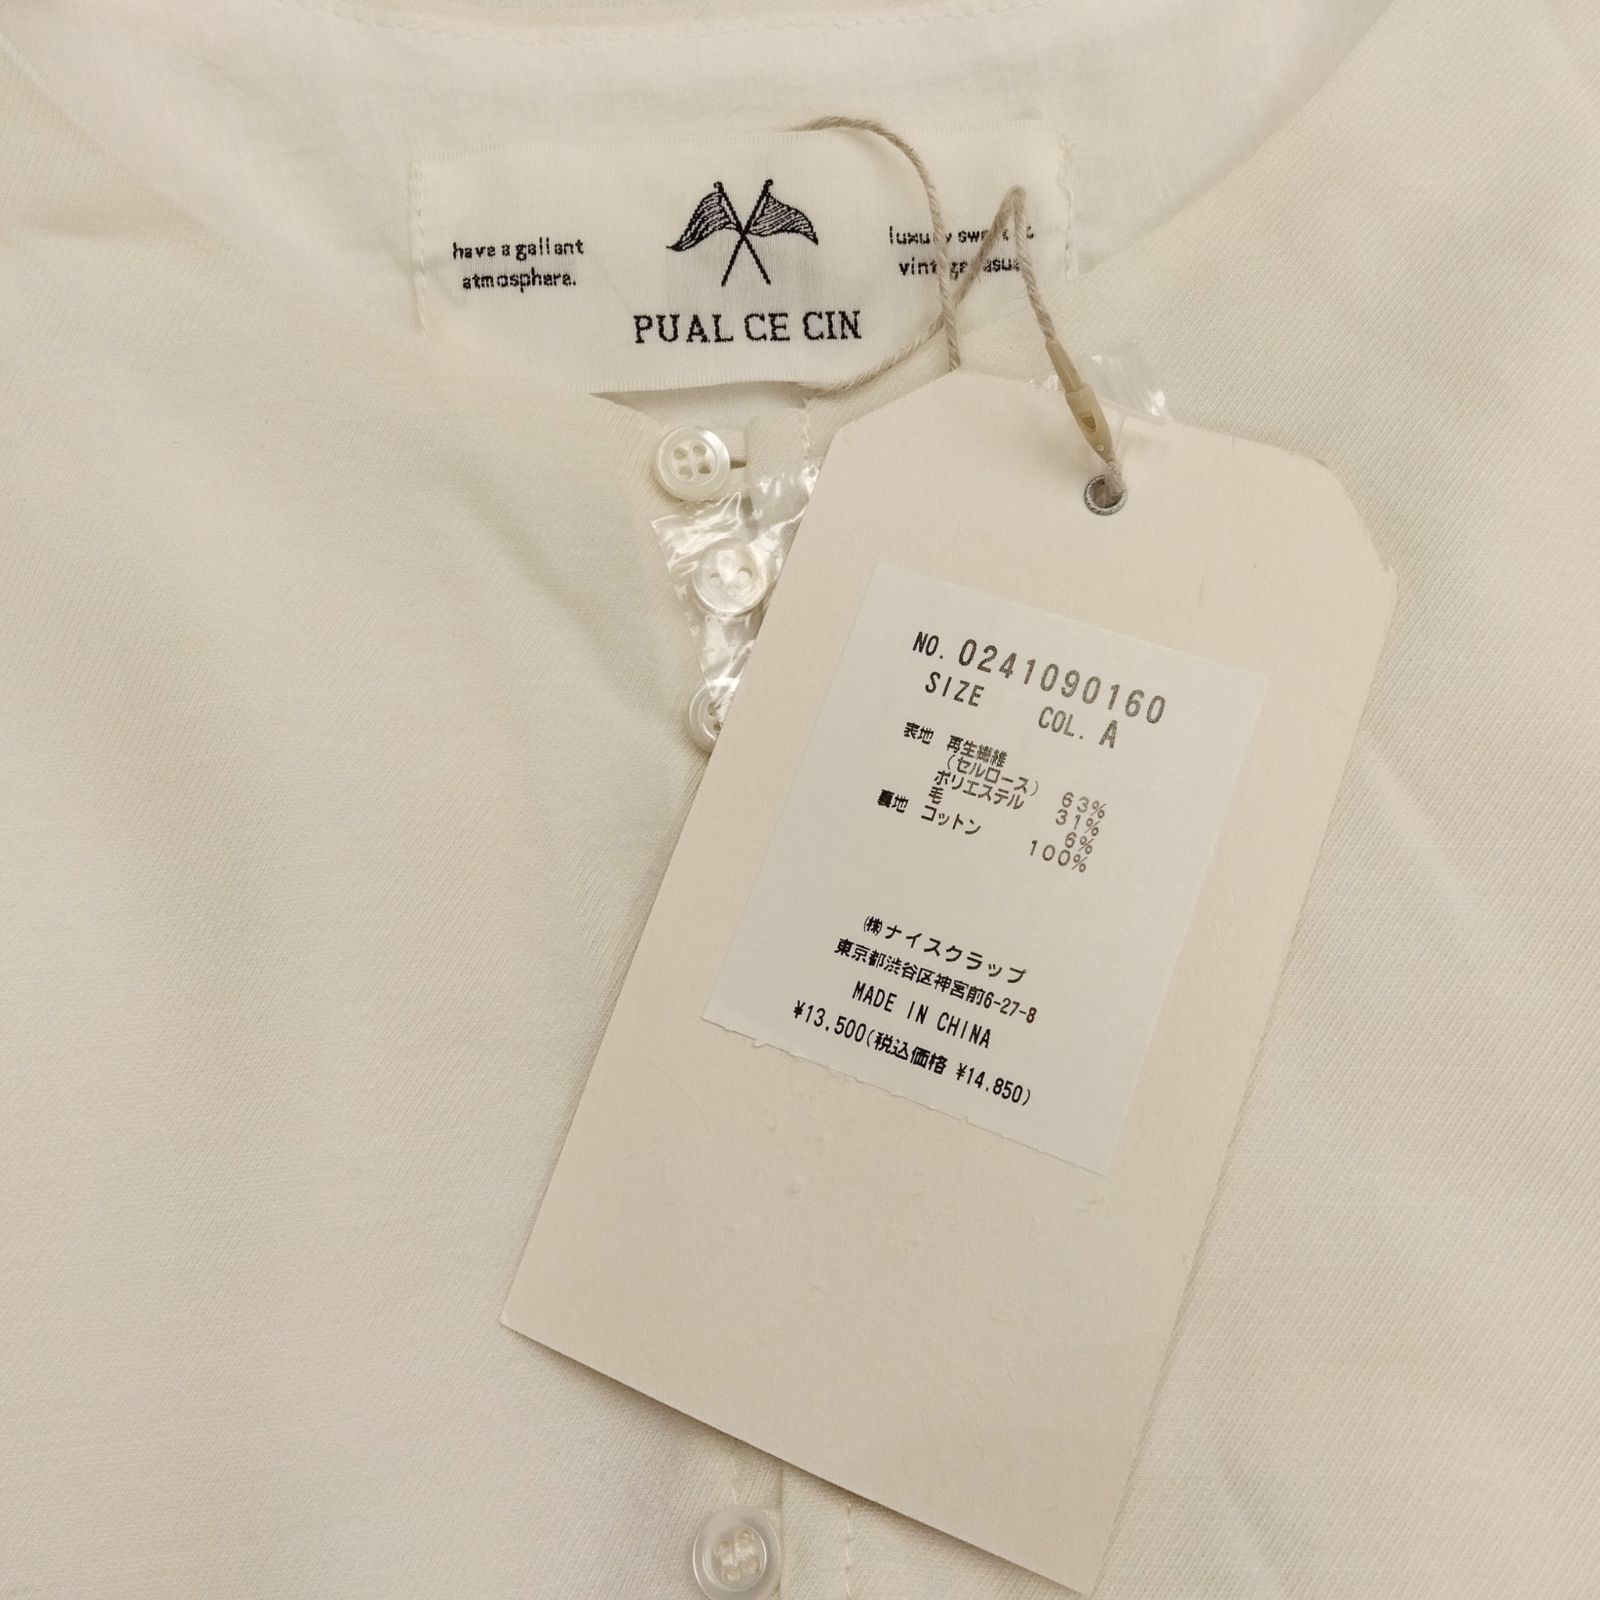 have a gallant
atmosphere.
PUAL CE CIN
NO. 0241090160
SIZE COL. A
表地 再生繊維
(セルロース) 63%
ポリエステル 31%
毛 6%
裏地 コットン 100%
㈱ナイスクラップ
東京都渋谷区神宮前6-27-8
MADE IN CHINA
¥13,500(税込価格 ¥14,850)